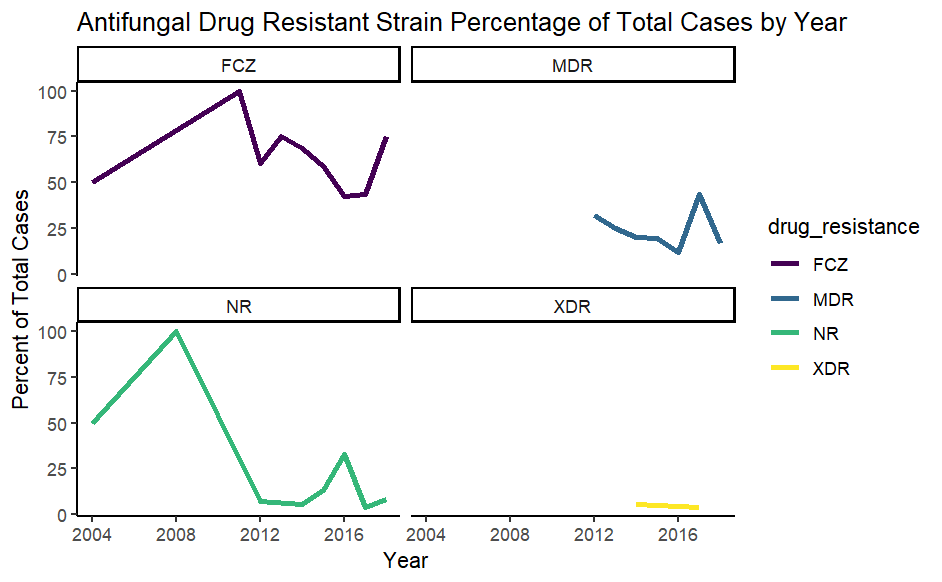 Antifungal Drug Resistant Strain Percentage of Total Cases by Year
FCZ
MDR
100
75
50
25
0
Percent of Total Cases
NR
XDR
100
75
50
25
0
2004 2008 2012 2016
2004 2008 2012 2016
Year
drug_resistance
FCZ
MDR
NR
XDR